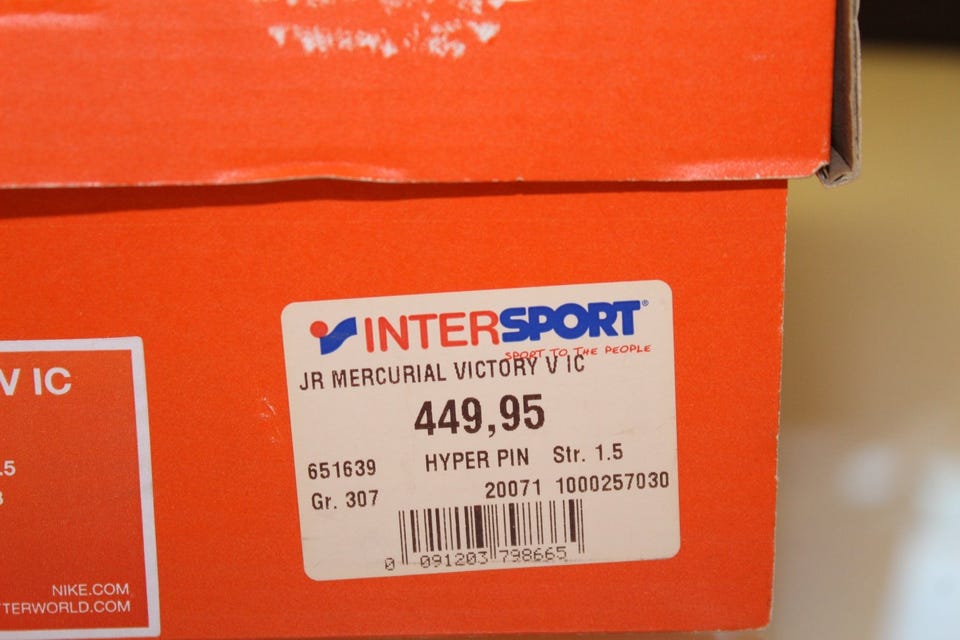 INTERSPORT®
SPORT TO THE PEOPLE
JR MERCURIAL VICTORY V IC
449,95
651639 HYPER PIN Str. 1.5
Gr. 307 20071 1000257030
0 091203 798665
V IC
.5
NIKE.COM
TTERWORLD.COM